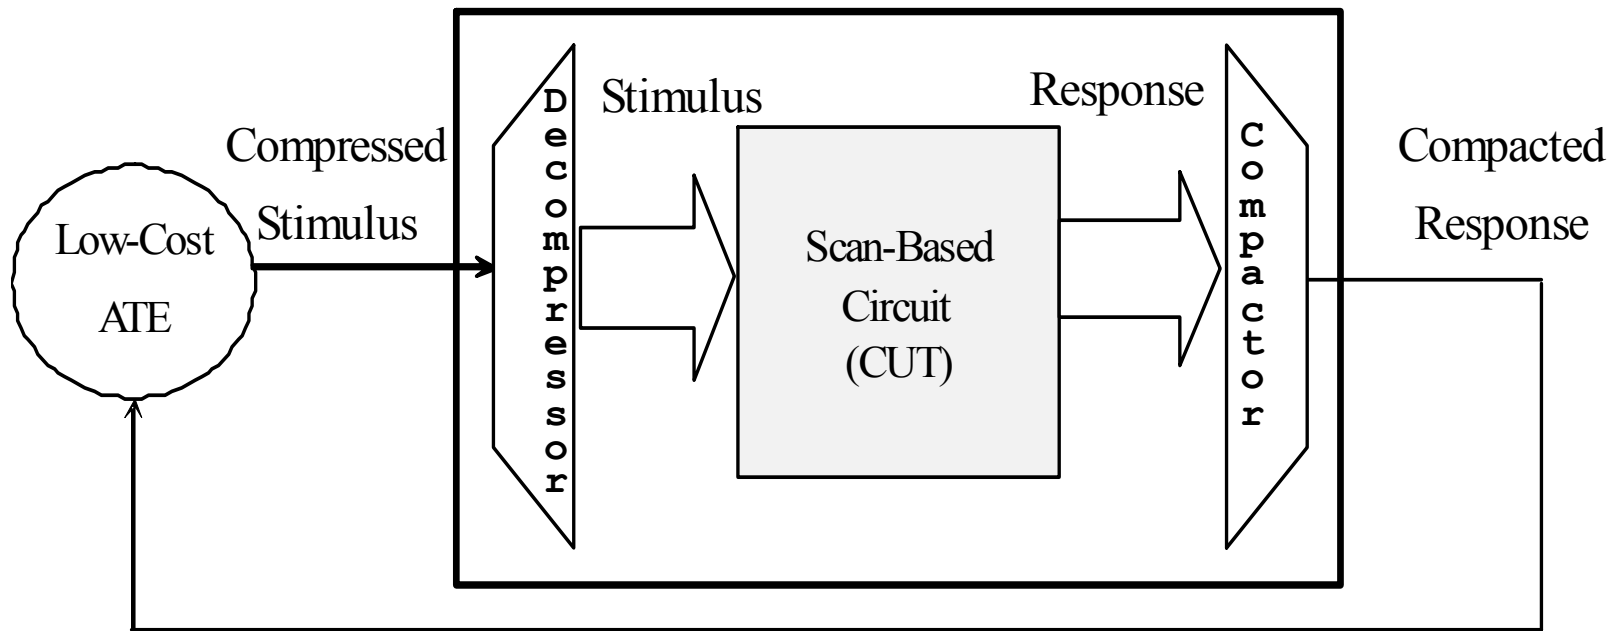 Low-Cost
ATE
Compressed
Stimulus
Decompressor
Stimulus
Scan-Based
Circuit
(CUT)
Response
Compactor
Compacted
Response